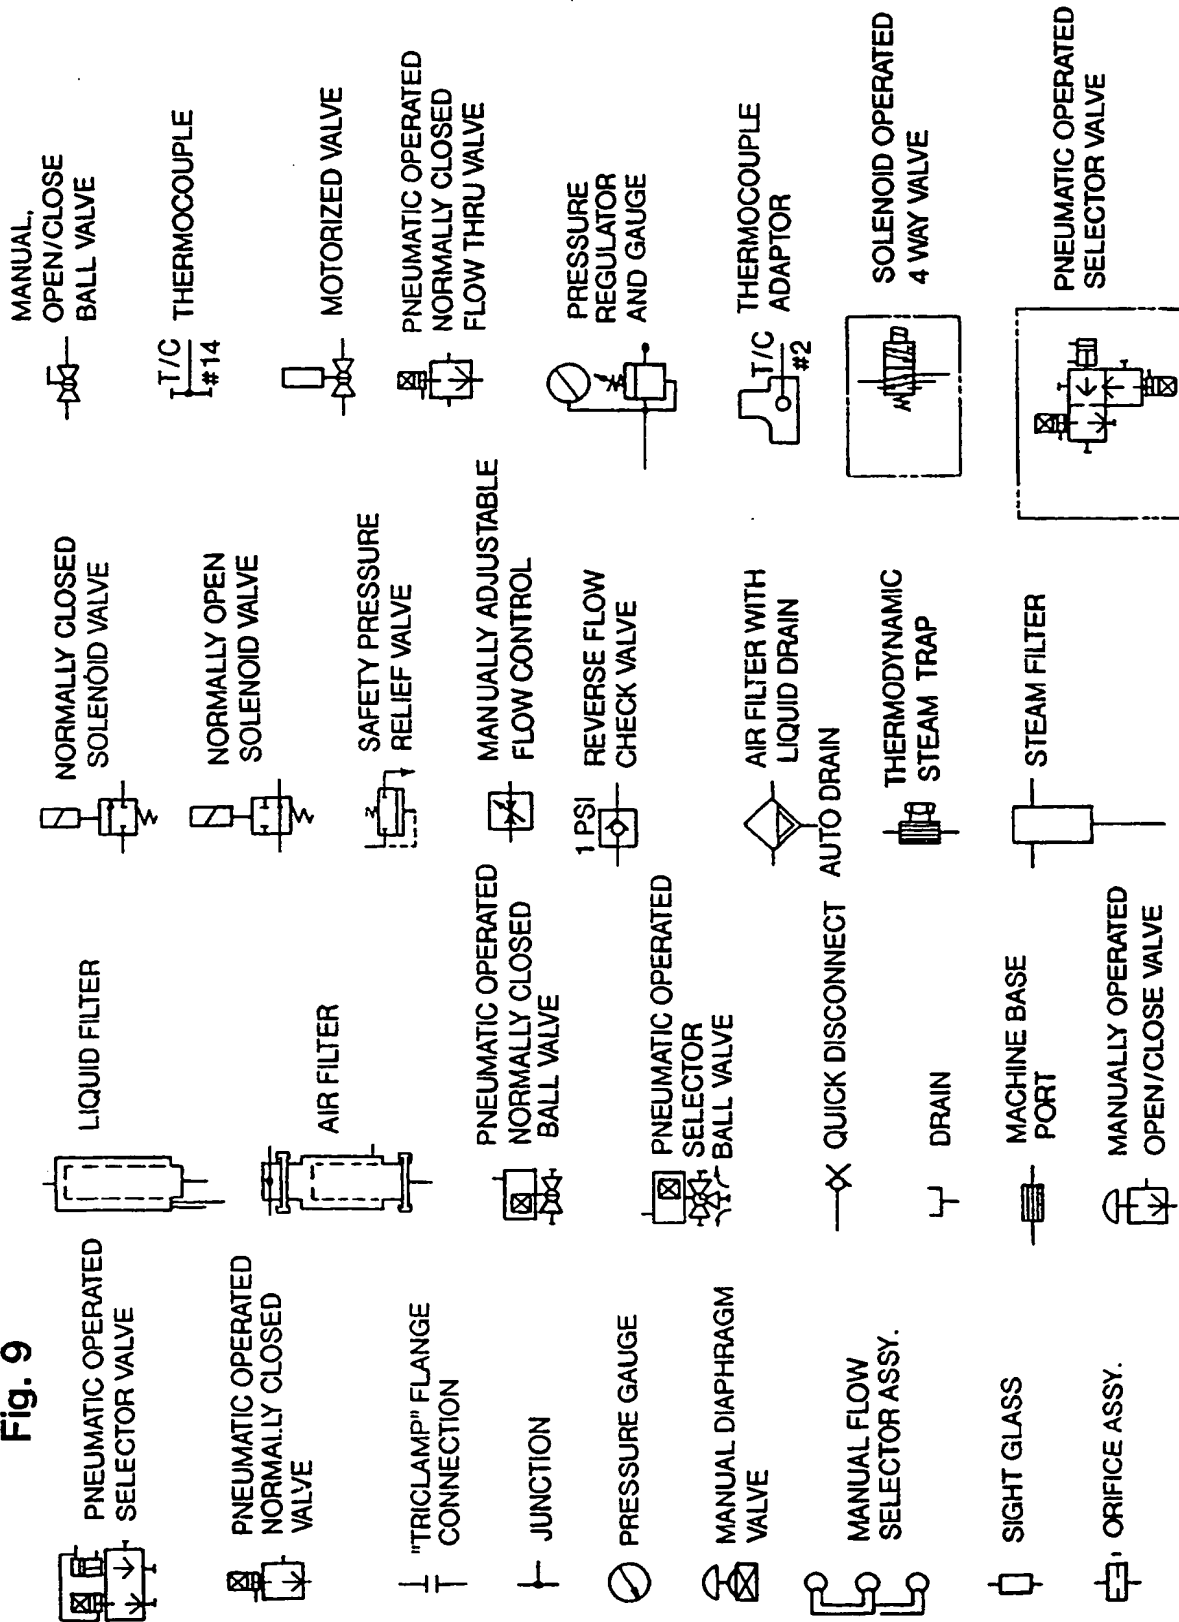 Fig. 9
PNEUMATIC OPERATED
SELECTOR VALVE
PNEUMATIC OPERATED
NORMALLY CLOSED
VALVE
"TRICLAMP" FLANGE
CONNECTION
JUNCTION
PRESSURE GAUGE
MANUAL DIAPHRAGM
VALVE
MANUAL FLOW
SELECTOR ASSY.
SIGHT GLASS
ORIFICE ASSY.
LIQUID FILTER
AIR FILTER
PNEUMATIC OPERATED
NORMALLY CLOSED
BALL VALVE
PNEUMATIC OPERATED
SELECTOR
BALL VALVE
QUICK DISCONNECT
DRAIN
MACHINE BASE
PORT
MANUALLY OPERATED
OPEN/CLOSE VALVE
NORMALLY CLOSED
SOLENOID VALVE
NORMALLY OPEN
SOLENOID VALVE
SAFETY PRESSURE
RELIEF VALVE
MANUALLY ADJUSTABLE
FLOW CONTROL
1 PSI
REVERSE FLOW
CHECK VALVE
AIR FILTER WITH
LIQUID DRAIN
AUTO DRAIN
THERMODYNAMIC
STEAM TRAP
STEAM FILTER
MANUAL,
OPEN/CLOSE
BALL VALVE
T/C
#14
THERMOCOUPLE
MOTORIZED VALVE
PNEUMATIC OPERATED
NORMALLY CLOSED
FLOW THRU VALVE
PRESSURE
REGULATOR
AND GAUGE
T/C
#2
THERMOCOUPLE
ADAPTOR
SOLENOID OPERATED
4 WAY VALVE
PNEUMATIC OPERATED
SELECTOR VALVE